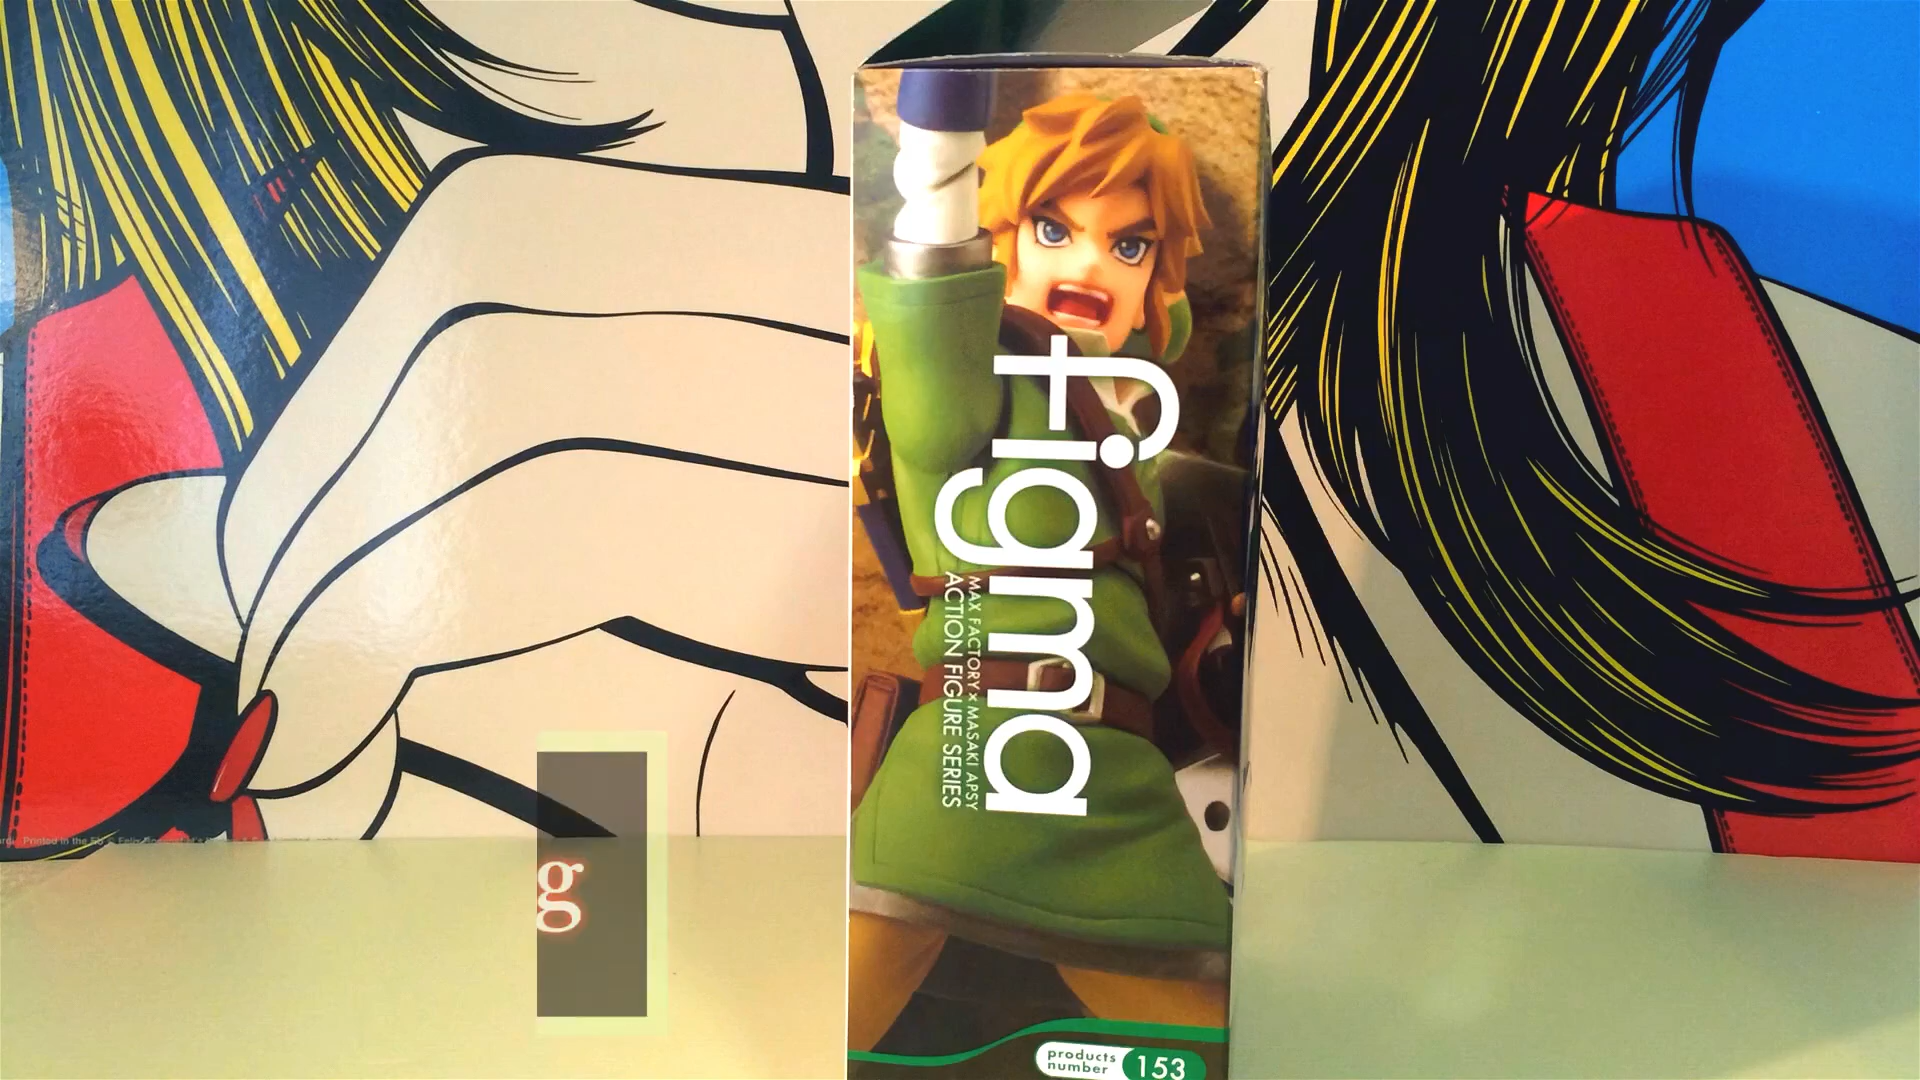 figma
MAX FACTORY × MASAKI APSY
ACTION FIGURE SERIES
g
products
number
153